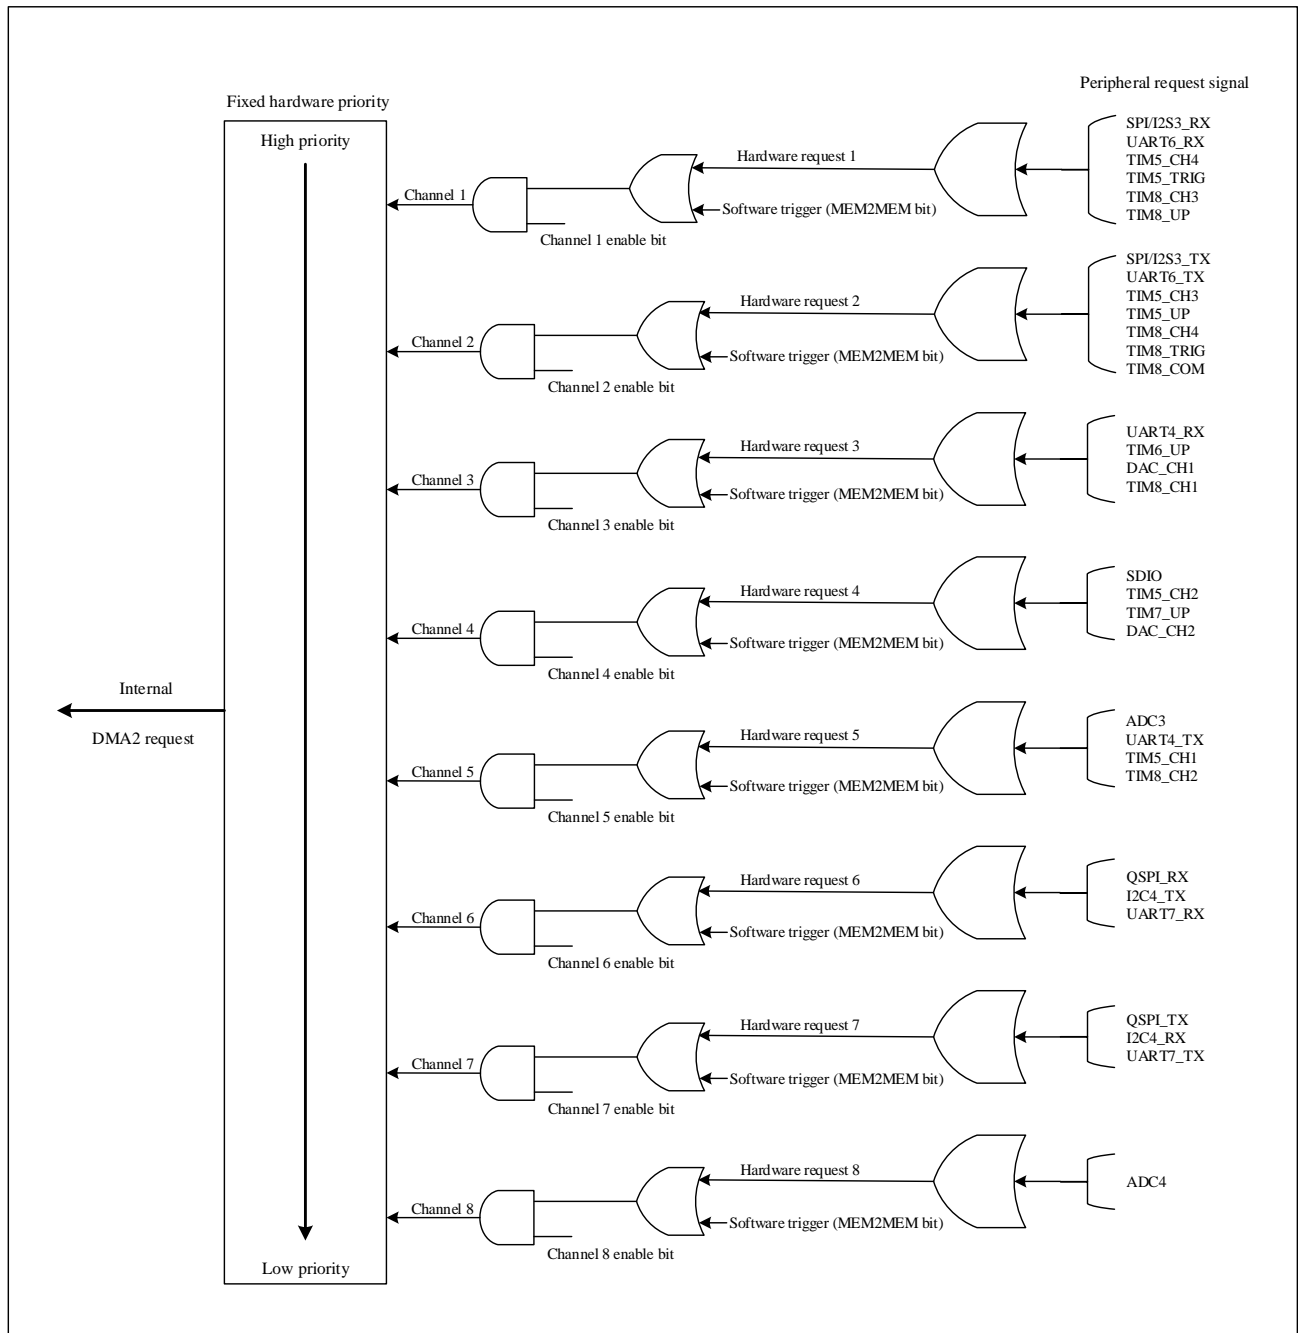 Peripheral request signal
Fixed hardware priority
High priority
SPI/I2S3_RX
UART6_RX
TIM5_CH4
TIM5_TRIG
TIM8_CH3
TIM8_UP
Hardware request 1
Channel 1
Software trigger (MEM2MEM bit)
Channel 1 enable bit
SPI/I2S3_TX
UART6_TX
TIM5_CH3
TIM5_UP
TIM8_CH4
TIM8_TRIG
TIM8_COM
Hardware request 2
Channel 2
Software trigger (MEM2MEM bit)
Channel 2 enable bit
UART4_RX
TIM6_UP
DAC_CH1
TIM8_CH1
Hardware request 3
Channel 3
Software trigger (MEM2MEM bit)
Channel 3 enable bit
SDIO
TIM5_CH2
TIM7_UP
DAC_CH2
Hardware request 4
Channel 4
Software trigger (MEM2MEM bit)
Channel 4 enable bit
Internal
DMA2 request
ADC3
UART4_TX
TIM5_CH1
TIM8_CH2
Hardware request 5
Channel 5
Software trigger (MEM2MEM bit)
Channel 5 enable bit
QSPI_RX
I2C4_TX
UART7_RX
Hardware request 6
Channel 6
Software trigger (MEM2MEM bit)
Channel 6 enable bit
QSPI_TX
I2C4_RX
UART7_TX
Hardware request 7
Channel 7
Software trigger (MEM2MEM bit)
Channel 7 enable bit
ADC4
Hardware request 8
Channel 8
Software trigger (MEM2MEM bit)
Channel 8 enable bit
Low priority